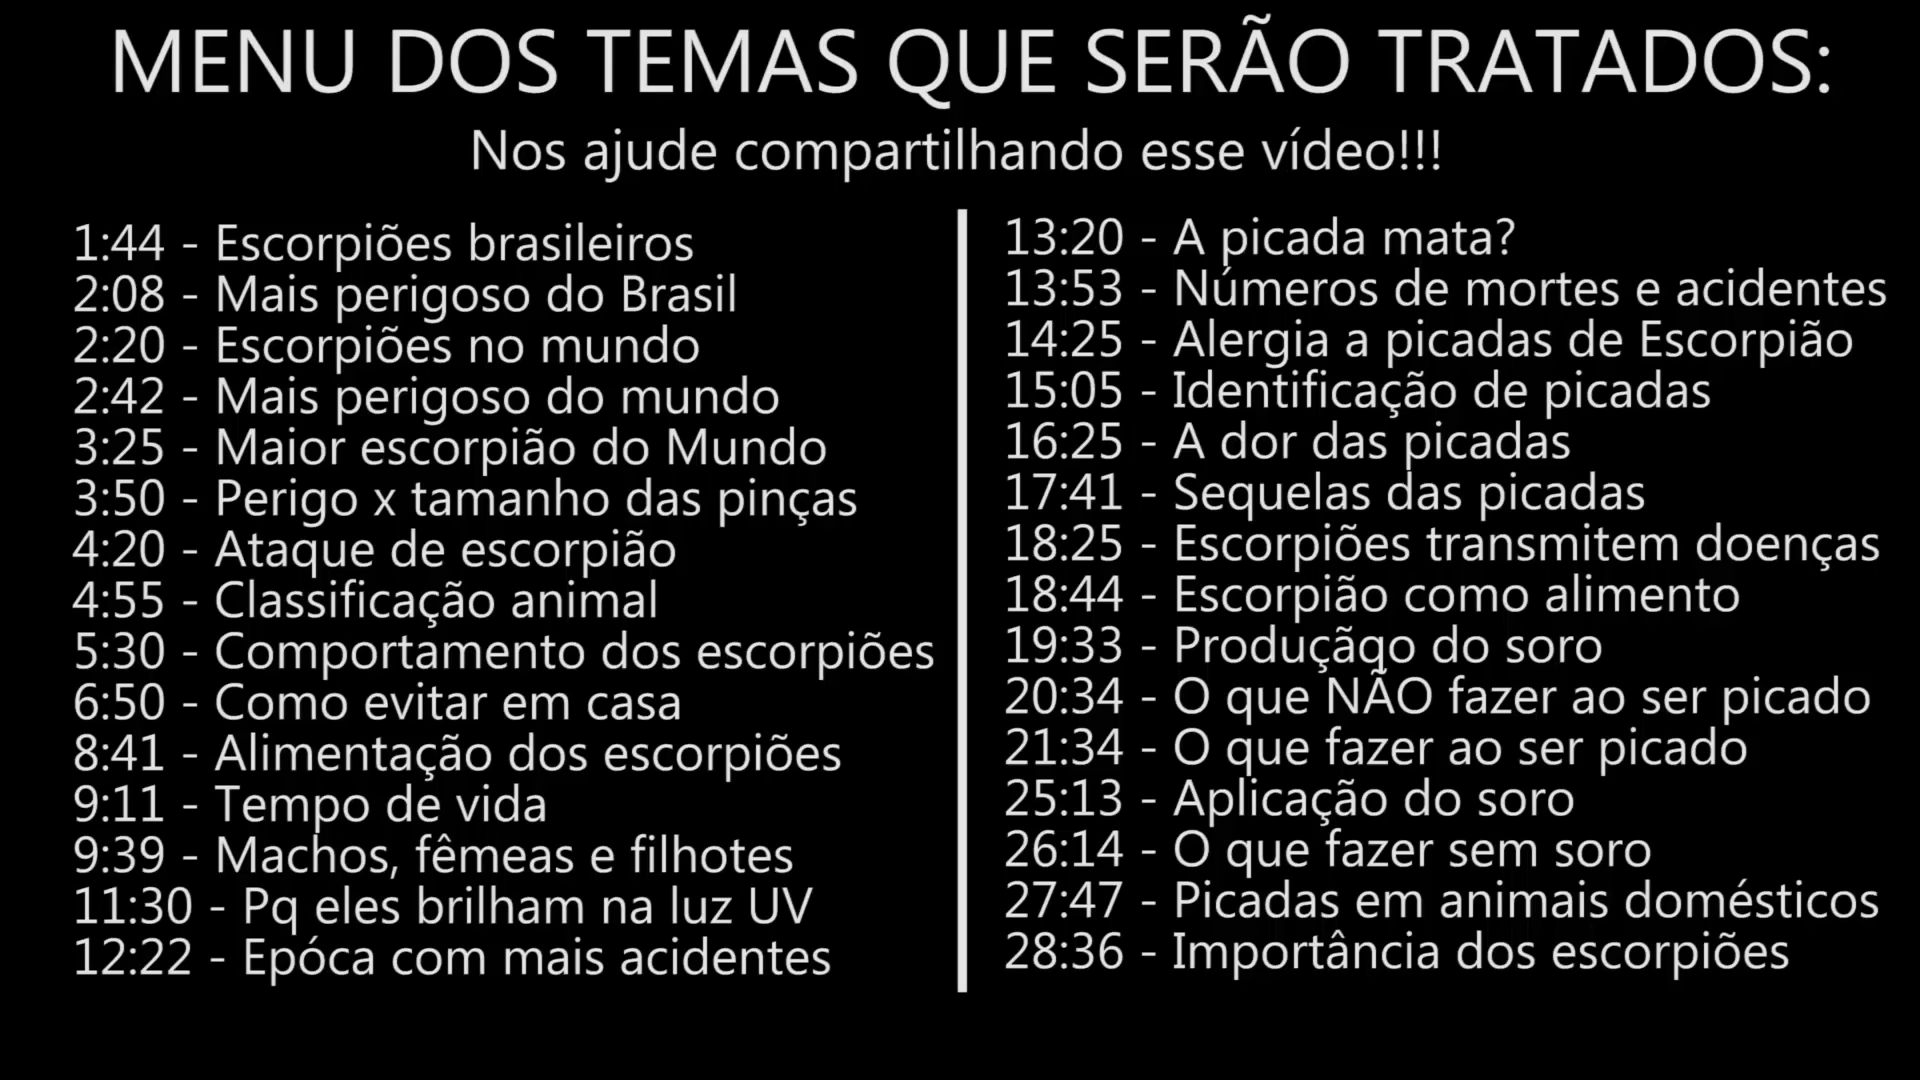 MENU DOS TEMAS QUE SERÃO TRATADOS:
Nos ajude compartilhando esse vídeo!!!
1:44 - Escorpiões brasileiros
2:08 - Mais perigoso do Brasil
2:20 - Escorpiões no mundo
2:42 - Mais perigoso do mundo
3:25 - Maior escorpião do Mundo
3:50 - Perigo x tamanho das pinças
4:20 - Ataque de escorpião
4:55 - Classificação animal
5:30 - Comportamento dos escorpiões
6:50 - Como evitar em casa
8:41 - Alimentação dos escorpiões
9:11 - Tempo de vida
9:39 - Machos, fêmeas e filhotes
11:30 - Pq eles brilham na luz UV
12:22 - Epóca com mais acidentes
13:20 - A picada mata?
13:53 - Números de mortes e acidentes
14:25 - Alergia a picadas de Escorpião
15:05 - Identificação de picadas
16:25 - A dor das picadas
17:41 - Sequelas das picadas
18:25 - Escorpiões transmitem doenças
18:44 - Escorpião como alimento
19:33 - Produçãqo do soro
20:34 - O que NÃO fazer ao ser picado
21:34 - O que fazer ao ser picado
25:13 - Aplicação do soro
26:14 - O que fazer sem soro
27:47 - Picadas em animais domésticos
28:36 - Importância dos escorpiões